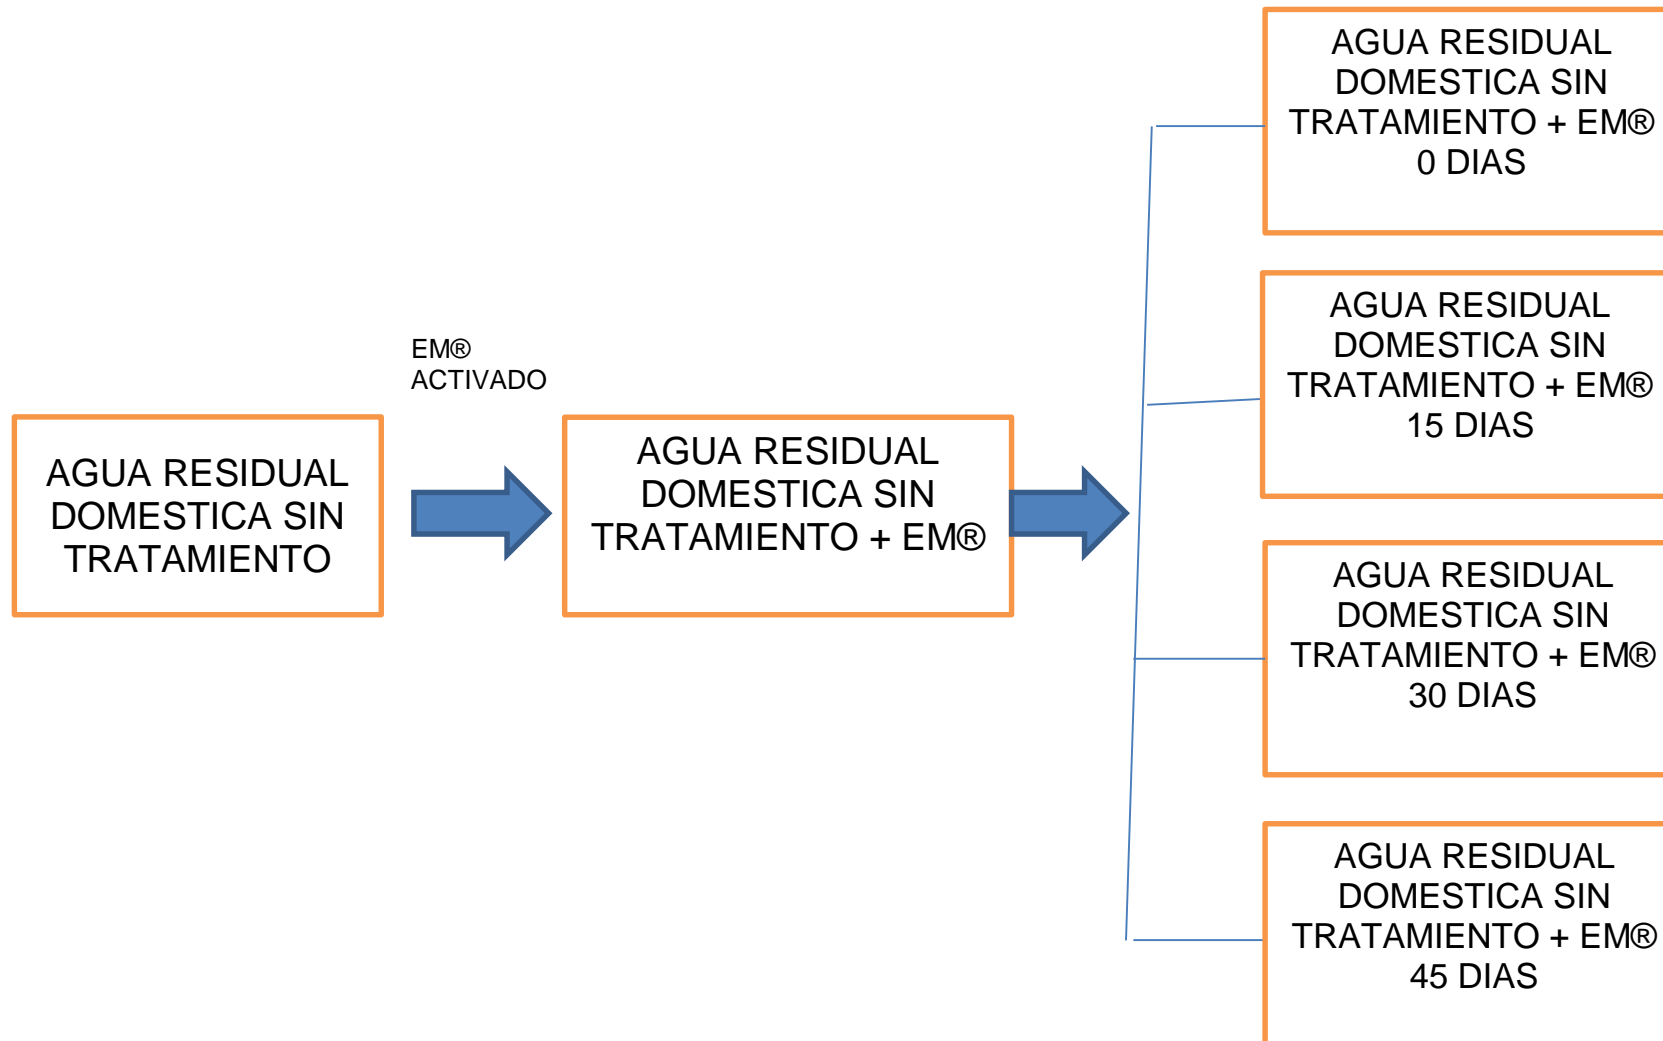 AGUA RESIDUAL
DOMESTICA SIN
TRATAMIENTO
EM®
ACTIVADO
AGUA RESIDUAL
DOMESTICA SIN
TRATAMIENTO + EM®
AGUA RESIDUAL
DOMESTICA SIN
TRATAMIENTO + EM®
0 DIAS
AGUA RESIDUAL
DOMESTICA SIN
TRATAMIENTO + EM®
15 DIAS
AGUA RESIDUAL
DOMESTICA SIN
TRATAMIENTO + EM®
30 DIAS
AGUA RESIDUAL
DOMESTICA SIN
TRATAMIENTO + EM®
45 DIAS